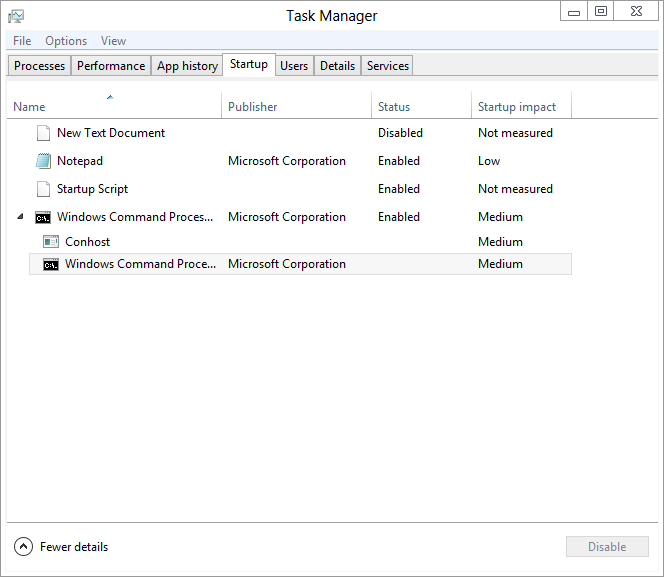 Task Manager
File Options View
Processes Performance App history Startup Users Details Services
Name Publisher Status Startup impact
New Text Document Disabled Not measured
Notepad Microsoft Corporation Enabled Low
Startup Script Enabled Not measured
C:\. Windows Command Proces... Microsoft Corporation Enabled Medium
Conhost Medium
C:\. Windows Command Proce... Microsoft Corporation Medium
Fewer details Disable